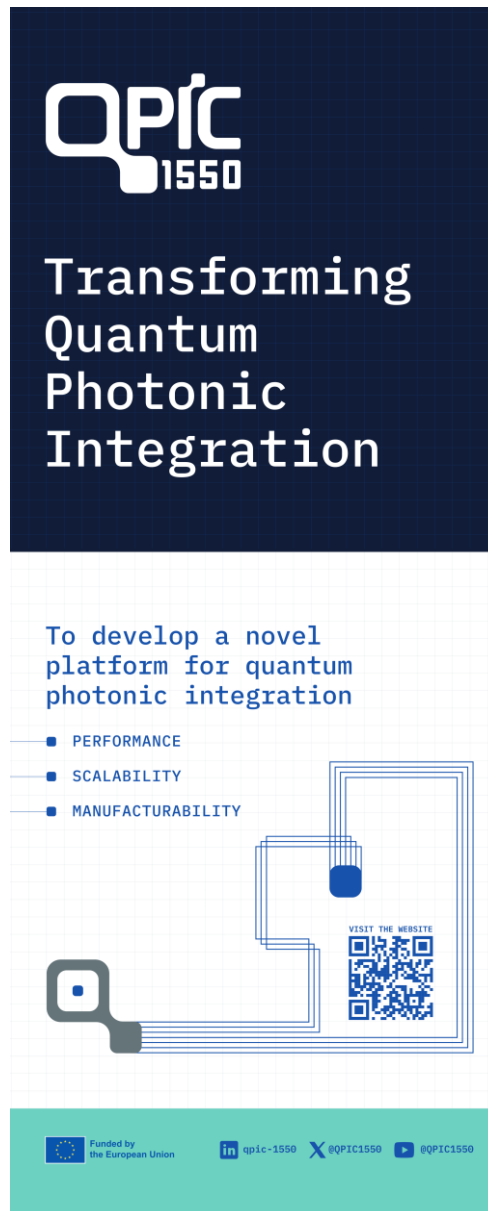 QPIC
1550
Transforming
Quantum
Photonic
Integration
To develop a novel
platform for quantum
photonic integration
PERFORMANCE
SCALABILITY
MANUFACTURABILITY
VISIT THE WEBSITE
Funded by
the European Union
in qpic-1550 X @QPIC1550 @QPIC1550